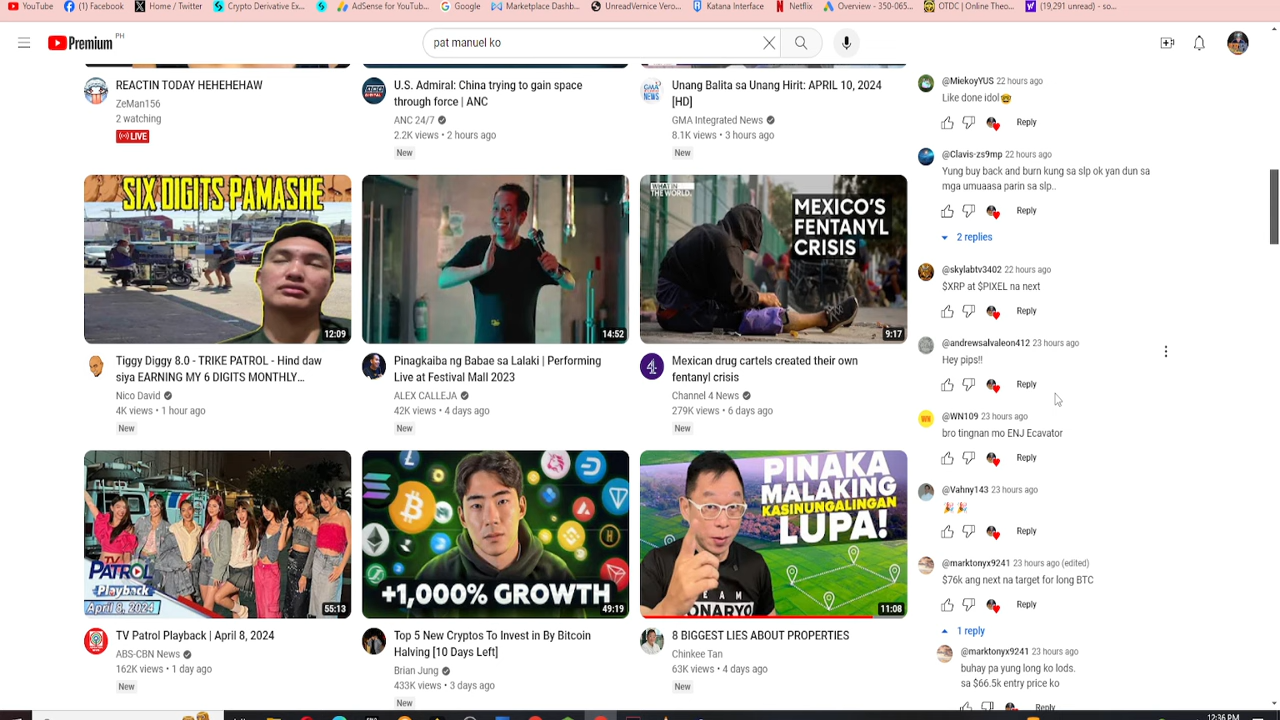 YouTube
(1) Facebook
Home / Twitter
Crypto Derivative Ex...
AdSense for YouTub...
Google
Marketplace Dashb...
UnreadVernice Vero...
Katana Interface
Netflix
Overview - 350-065...
OTDC | Online Theo...
(19,291 unread) - so...
Premium PH
pat manuel ko
REACTIN TODAY HEHEHEHAW
ZeMan156
2 watching
LIVE
U.S. Admiral: China trying to gain space
through force | ANC
ANC 24/7
2.2K views • 2 hours ago
New
Unang Balita sa Unang Hirit: APRIL 10, 2024
[HD]
GMA Integrated News
8.1K views • 3 hours ago
New
SIX DIGITS PAMASHE
12:09
Tiggy Diggy 8.0 - TRIKE PATROL - Hind daw
siya EARNING MY 6 DIGITS MONTHLY...
Nico David
4K views • 1 hour ago
New
14:52
Pinagkaiba ng Babae sa Lalaki | Performing
Live at Festival Mall 2023
ALEX CALLEJA
42K views • 4 days ago
New
WHAT IN
THE WORLD
MEXICO'S
FENTANYL
CRISIS
9:17
Mexican drug cartels created their own
fentanyl crisis
Channel 4 News
279K views • 6 days ago
New
PATROL
Playback
April 8, 2024
55:13
TV Patrol Playback | April 8, 2024
ABS-CBN News
162K views • 1 day ago
New
+1,000% GROWTH
49:19
Top 5 New Cryptos To Invest in By Bitcoin
Halving [10 Days Left]
Brian Jung
433K views • 3 days ago
New
PINAKA
MALAKING
KASINUNGALINGAN
LUPA!
TEAM
ONARYO
11:08
8 BIGGEST LIES ABOUT PROPERTIES
Chinkee Tan
63K views • 4 days ago
New
@MiekoyYUS 22 hours ago
Like done idol🤓
Reply
@Clavis-zs9mp 22 hours ago
Yung buy back and burn kung sa slp ok yan dun sa
mga umuaasa parin sa slp..
Reply
2 replies
@skylabtv3402 22 hours ago
$XRP at $PIXEL na next
Reply
@andrewsalvaleon412 23 hours ago
Hey pips!!
Reply
@WN109 23 hours ago
bro tingnan mo ENJ Ecavator
Reply
@Vahny143 23 hours ago
🎉🎉
Reply
@marktonyx9241 23 hours ago (edited)
$76k ang next na target for long BTC
Reply
1 reply
@marktonyx9241 23 hours ago
buhay pa yung long ko lods.
sa $66.5k entry price ko
Reply
12:36 PM